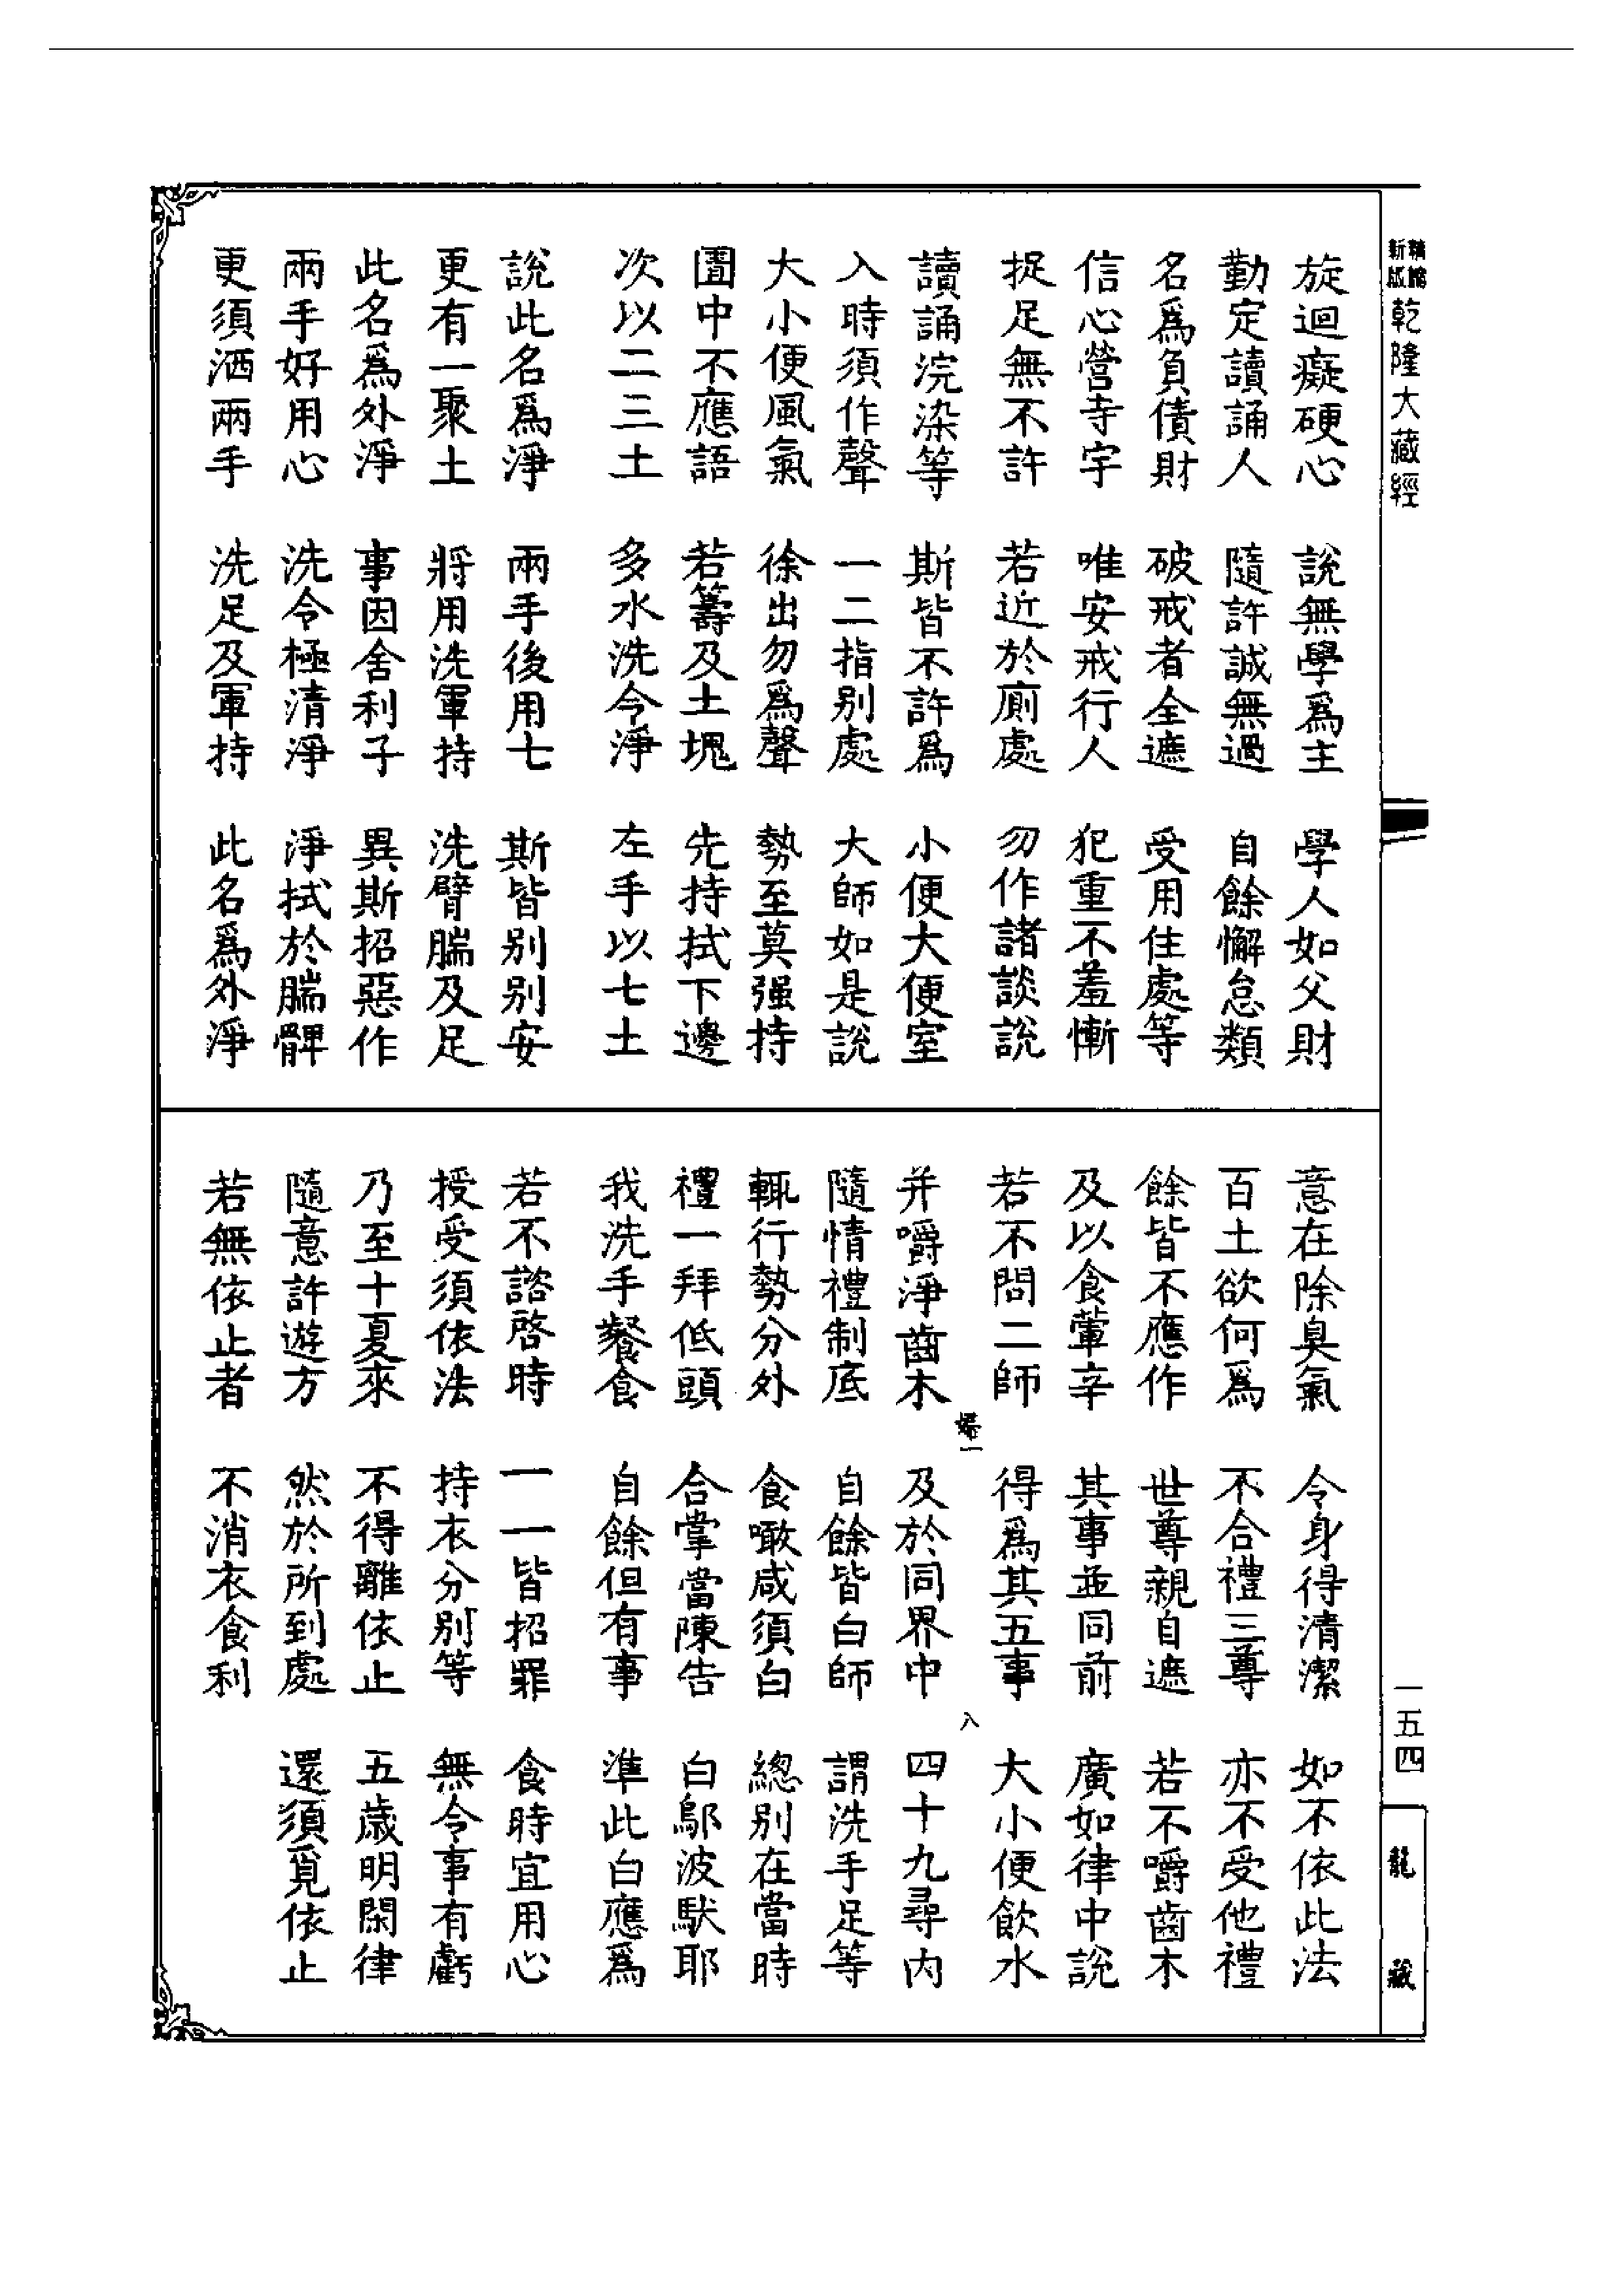 精縮
新版
乾隆大藏經
旋迴癡硬心　說無學爲主　學人如父財
勤定讀誦人　隨許誠無過　自餘懈怠類
名爲負債財　破戒者全遮　受用住處等
信心營寺宇　唯安戒行人　犯重不羞慚
捉足無不許　若近於廁處　勿作諸談說
讀誦浣染等　斯皆不許爲　小便大便室
入時須作聲　一二指別處　大師如是說
大小便風氣　徐出勿爲聲　勢至莫强持
圊中不應語　若籌及土塊　先持拭下邊
次以二三土　多水洗令淨　左手以七土
說此名爲淨　兩手後用七　斯皆別別安
更有一聚土　將用洗軍持　洗臂腨及足
此名爲外淨　事因舍利子　異斯招惡作
兩手好用心　洗令極清淨　淨拭於腨髀
更須洒兩手　洗足及軍持　此名爲外淨
意在除臭氣　令身得清潔　如不依此法
百土欲何爲　不合禮三尊　亦不受他禮
餘皆不應作　世尊親自遮　若不嚼齒木
及以食葷辛　其事並同前　廣如律中說
若不問二師　得爲其五事　大小便飲水
并嚼淨齒木　及於同界中　四十九尋內
隨情禮制底　自餘皆白師　謂洗手足等
輒行勢分外　食噉咸須白　總別在當時
禮一拜低頭　合掌當陳告　白鄔波馱耶
我洗手餐食　自餘但有事　準此白應爲
若不諮啓時　一一皆招罪　食時宜用心
授受須依法　持衣分別等　無令事有虧
乃至十夏來　不得離依止　五歲明閑律
隨意許遊方　然於所到處　還須覓依止
若無依止者　不消衣食利
一五四
龍藏